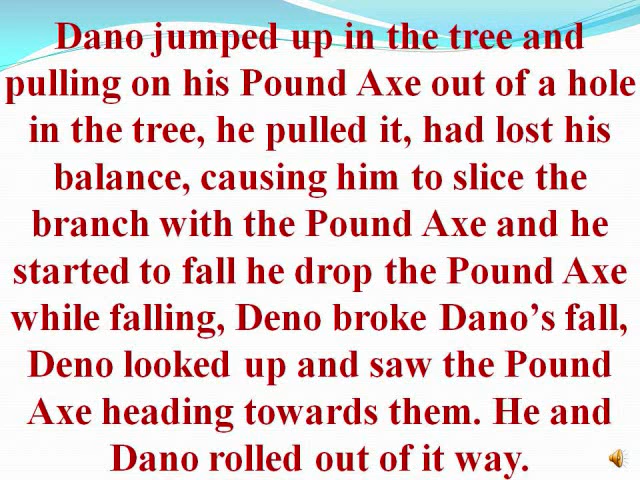 Dano jumped up in the tree and
pulling on his Pound Axe out of a hole
in the tree, he pulled it, had lost his
balance, causing him to slice the
branch with the Pound Axe and he
started to fall he drop the Pound Axe
while falling, Deno broke Dano’s fall,
Deno looked up and saw the Pound
Axe heading towards them. He and
Dano rolled out of it way.